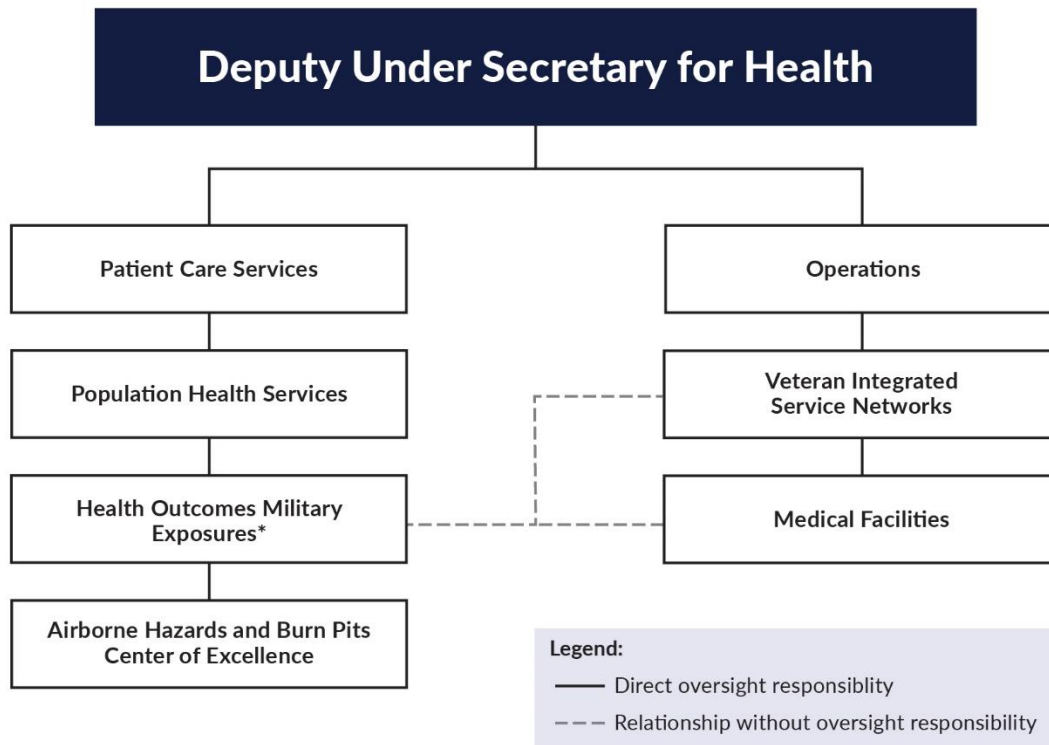 Deputy Under Secretary for Health
Patient Care Services
Operations
Population Health Services
Veteran Integrated
Service Networks
Health Outcomes Military
Exposures*
Medical Facilities
Airborne Hazards and Burn Pits
Center of Excellence
Legend:
Direct oversight responsiblity
Relationship without oversight responsibility